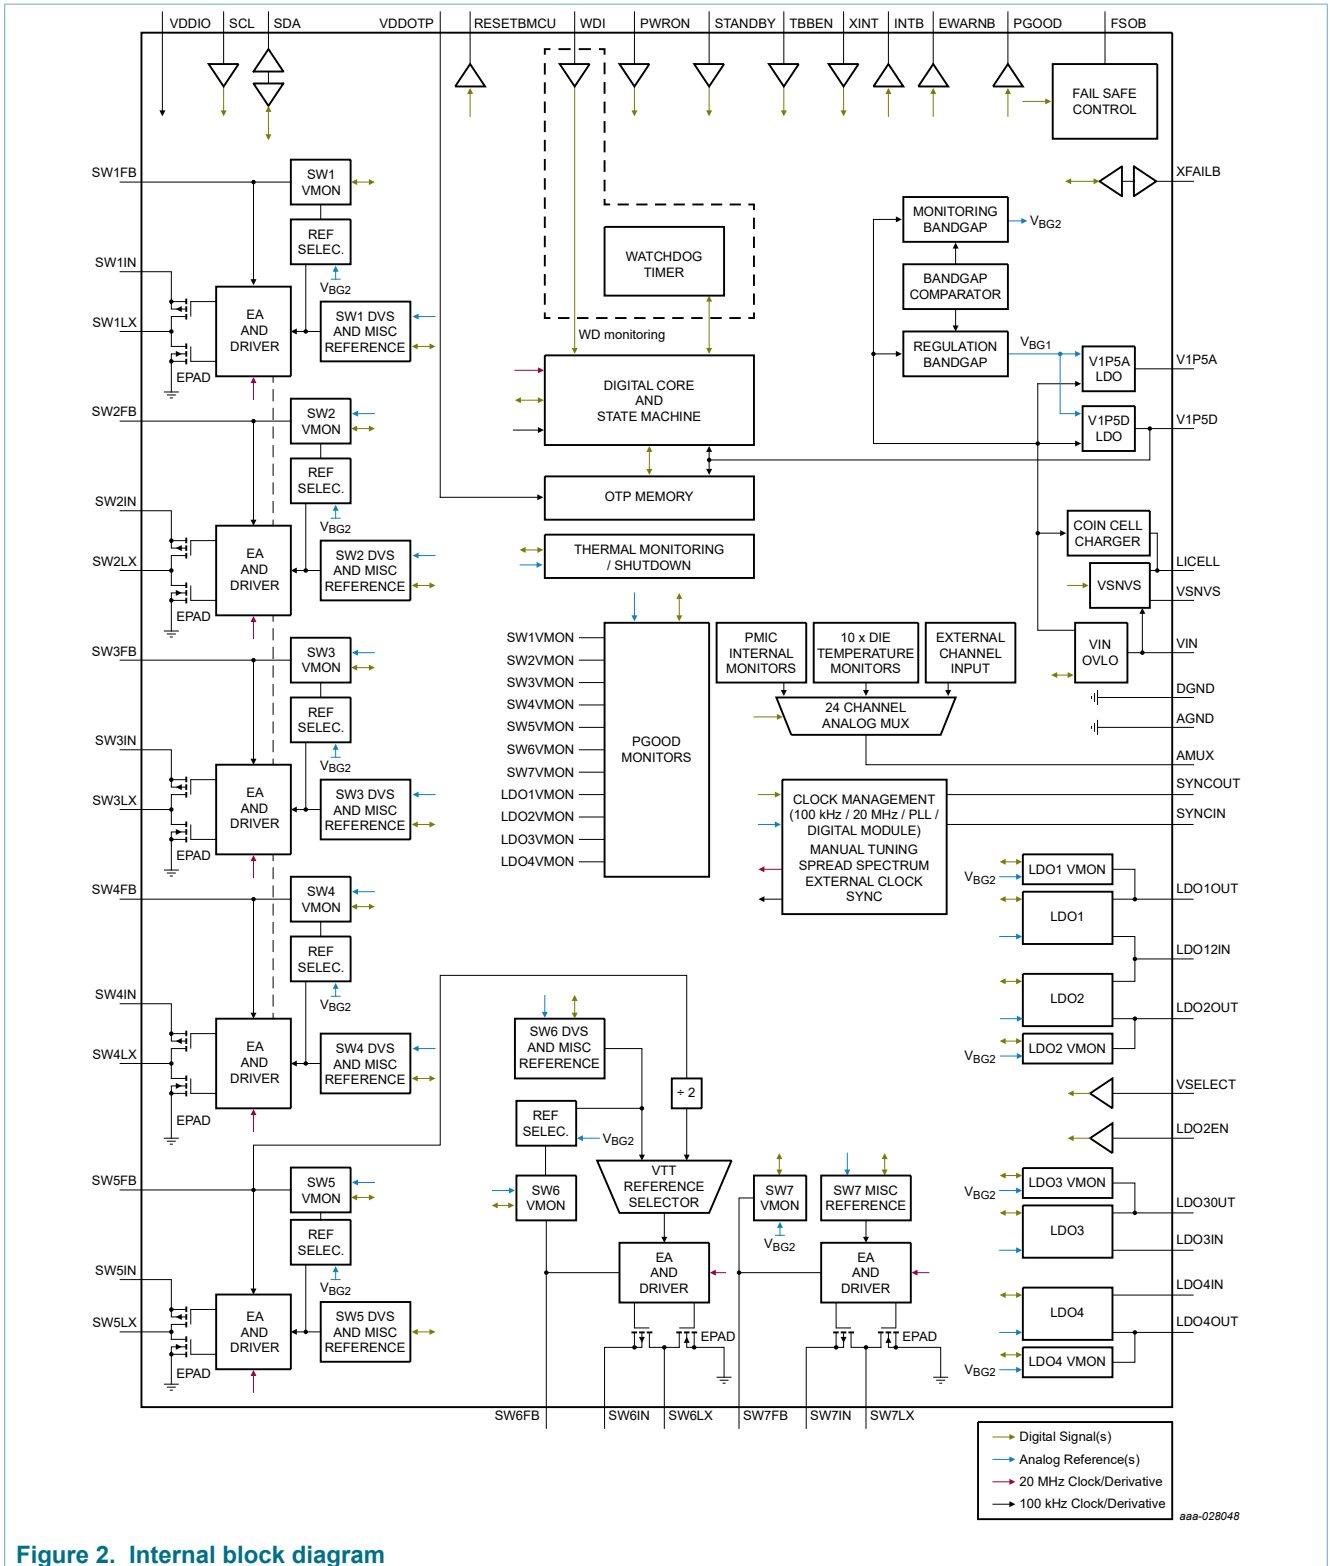 VDDIO SCL SDA VDDOTP RESETBMCU WDI PWRON STANDBY TBBEN XINT INTB EWARNB PGOOD FSOB
FAIL SAFE
CONTROL
XFAILB
SW1FB
SW1
VMON
REF
SELEC.
VBG2
SW1IN
SW1LX
EA
AND
DRIVER
SW1 DVS
AND MISC
REFERENCE
EPAD
SW2FB
SW2
VMON
REF
SELEC.
VBG2
SW2IN
SW2LX
EA
AND
DRIVER
SW2 DVS
AND MISC
REFERENCE
EPAD
SW3FB
SW3
VMON
REF
SELEC.
VBG2
SW3IN
SW3LX
EA
AND
DRIVER
SW3 DVS
AND MISC
REFERENCE
EPAD
SW4FB
SW4
VMON
REF
SELEC.
VBG2
SW4IN
SW4LX
EA
AND
DRIVER
SW4 DVS
AND MISC
REFERENCE
EPAD
SW5FB
SW5
VMON
REF
SELEC.
VBG2
SW5IN
SW5LX
EA
AND
DRIVER
SW5 DVS
AND MISC
REFERENCE
EPAD
WATCHDOG
TIMER
WD monitoring
DIGITAL CORE
AND
STATE MACHINE
OTP MEMORY
THERMAL MONITORING
/ SHUTDOWN
MONITORING
BANDGAP
VBG2
BANDGAP
COMPARATOR
REGULATION
BANDGAP
VBG1
V1P5A
LDO
V1P5A
V1P5D
LDO
V1P5D
COIN CELL
CHARGER
LICELL
VSNVS
VSNVS
VIN
OVLO
VIN
DGND
AGND
AMUX
SW1VMON
SW2VMON
SW3VMON
SW4VMON
SW5VMON
SW6VMON
SW7VMON
LDO1VMON
LDO2VMON
LDO3VMON
LDO4VMON
PGOOD
MONITORS
PMIC
INTERNAL
MONITORS
10 x DIE
TEMPERATURE
MONITORS
EXTERNAL
CHANNEL
INPUT
24 CHANNEL
ANALOG MUX
CLOCK MANAGEMENT
(100 kHz / 20 MHz / PLL /
DIGITAL MODULE)
MANUAL TUNING
SPREAD SPECTRUM
EXTERNAL CLOCK
SYNC
SYNCOUT
SYNCIN
LDO1 VMON
VBG2
LDO1OUT
LDO1
LDO12IN
LDO2
LDO2OUT
LDO2 VMON
VBG2
VSELECT
LDO2EN
LDO3 VMON
VBG2
LDO30UT
LDO3
LDO3IN
LDO4IN
LDO4
LDO4OUT
LDO4 VMON
VBG2
SW6 DVS
AND MISC
REFERENCE
÷ 2
REF
SELEC.
VBG2
VTT
REFERENCE
SELECTOR
SW6
VMON
EA
AND
DRIVER
EPAD
SW7
VMON
VBG2
SW7 MISC
REFERENCE
EA
AND
DRIVER
EPAD
SW6FB SW6IN SW6LX SW7FB SW7IN SW7LX
Digital Signal(s)
Analog Reference(s)
20 MHz Clock/Derivative
100 kHz Clock/Derivative
aaa-028048
Figure 2. Internal block diagram